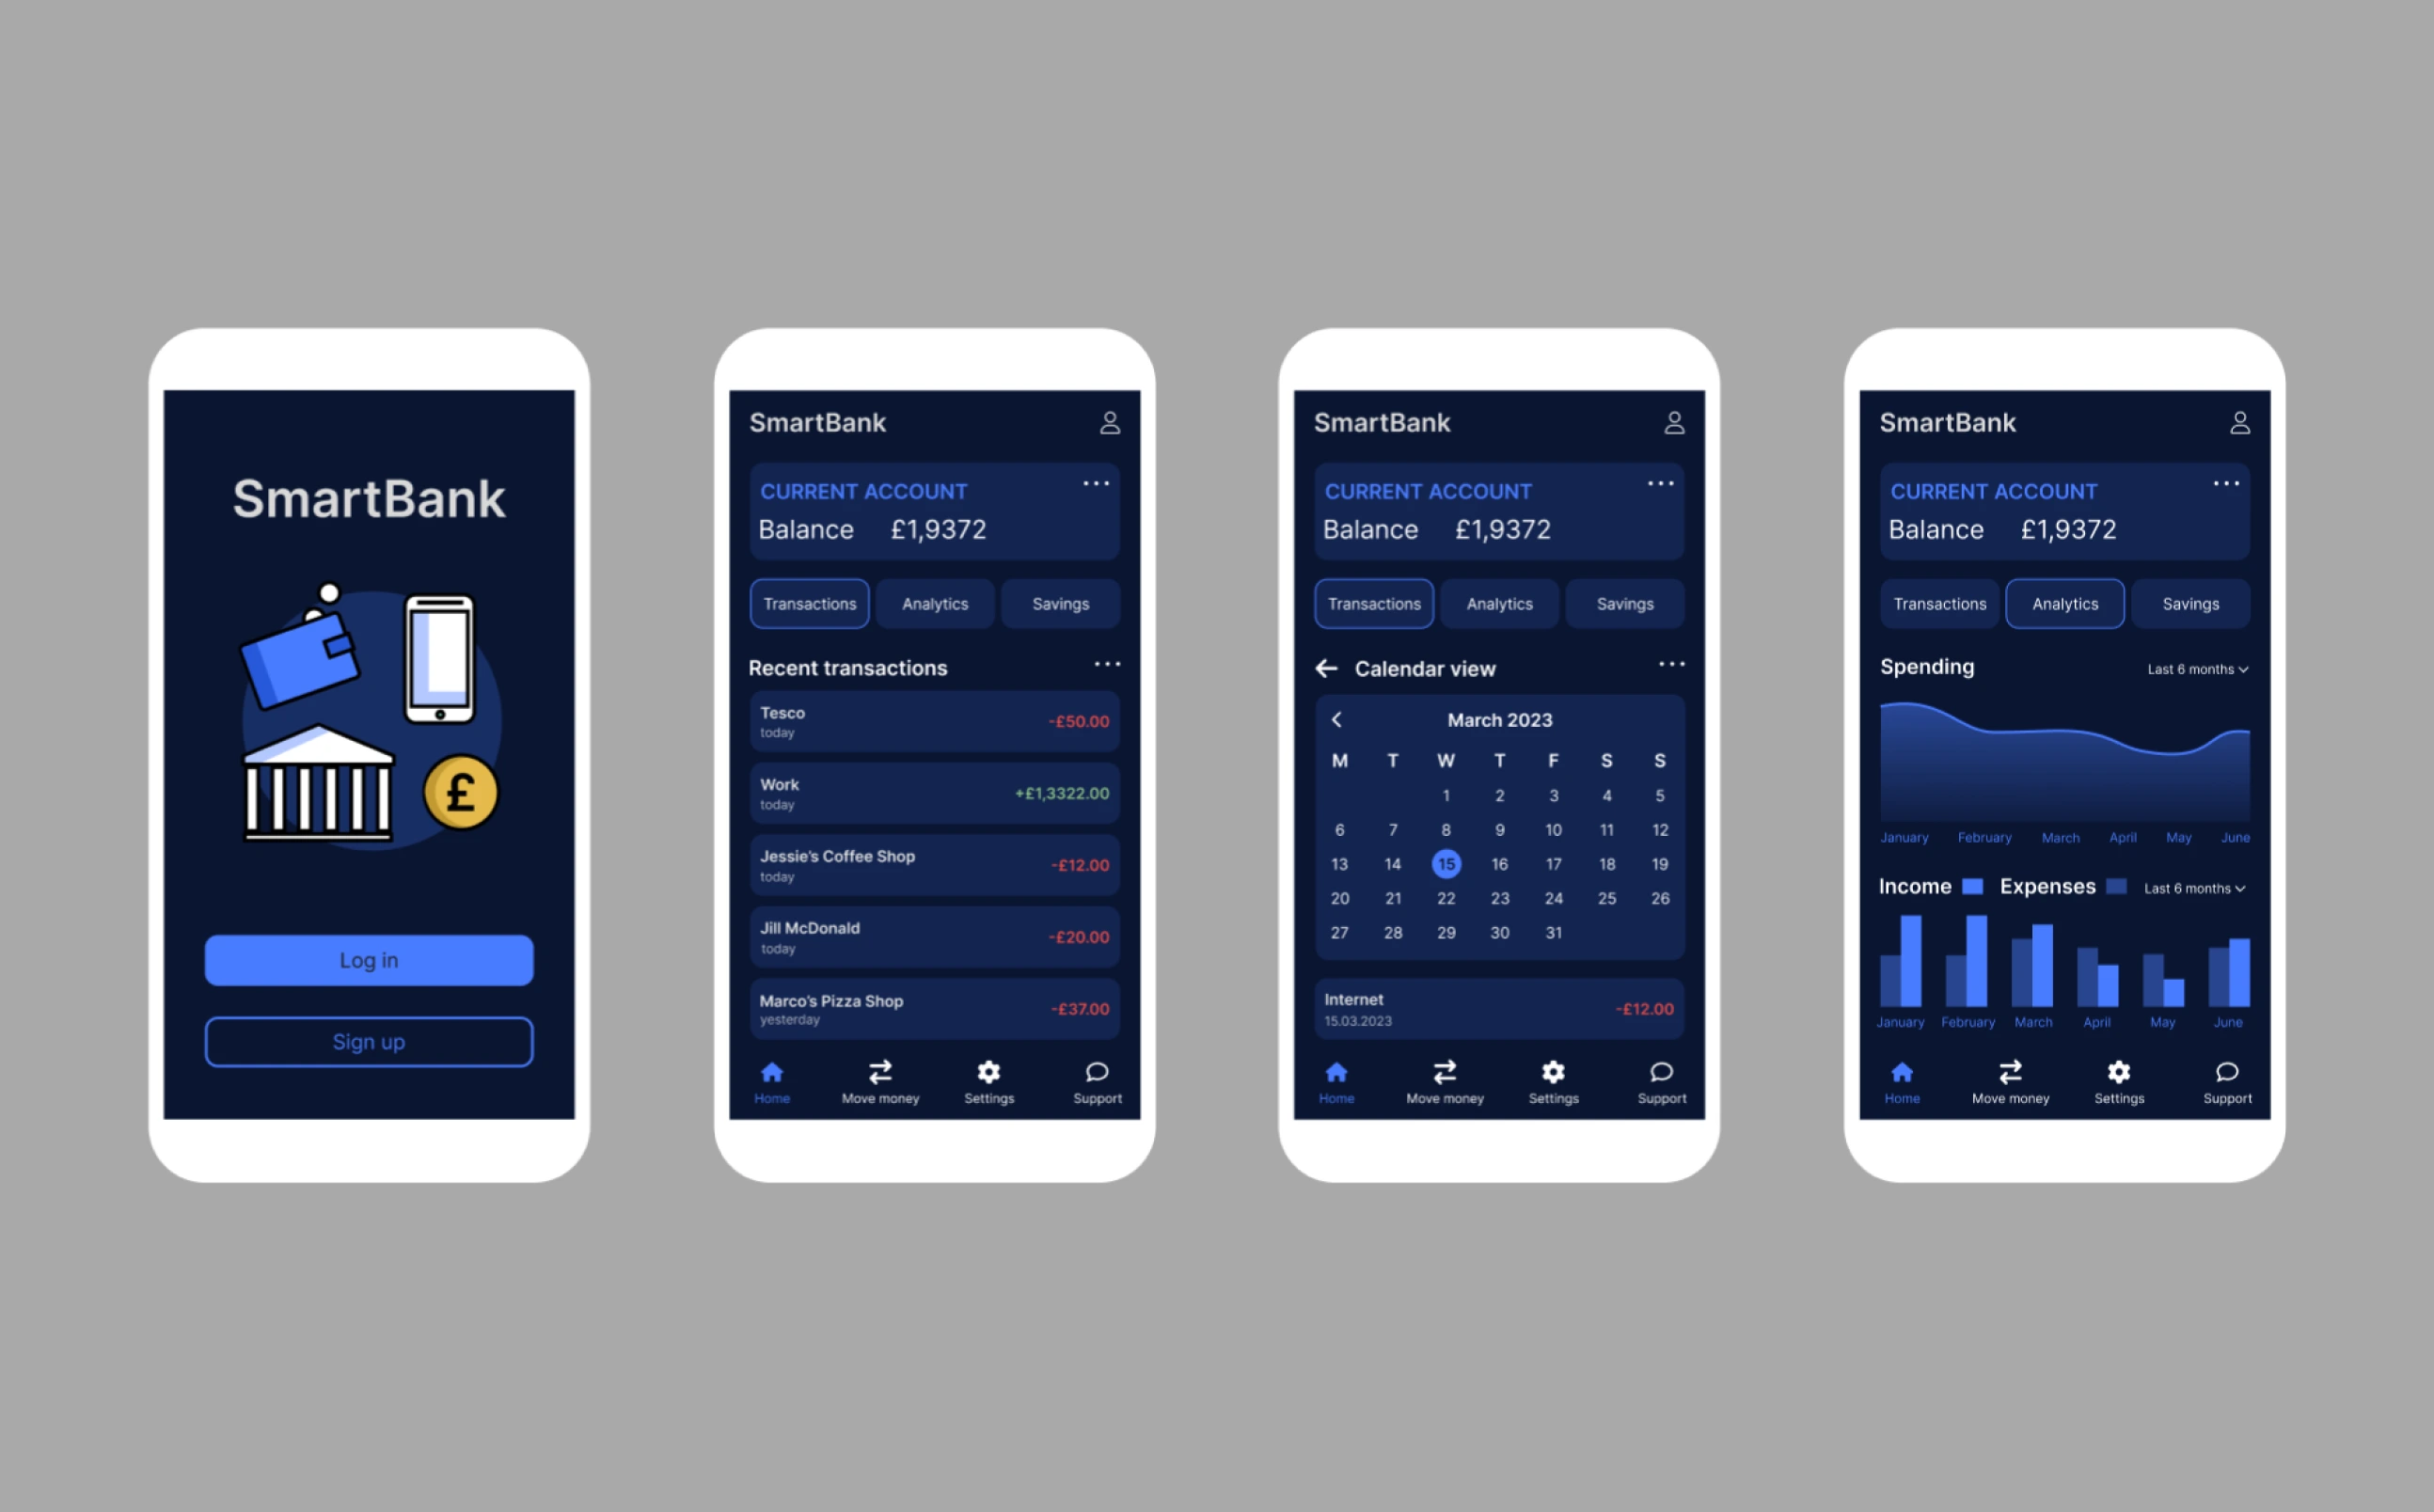 SmartBank
£
Log in
Sign up
SmartBank
CURRENT ACCOUNT
Balance £1,9372
Transactions Analytics Savings
Recent transactions
Tesco
today
-£50.00
Work
today
+£1,3322.00
Jessie's Coffee Shop
today
-£12.00
Jill McDonald
today
-£20.00
Marco's Pizza Shop
yesterday
-£37.00
Home Move money Settings Support
SmartBank
CURRENT ACCOUNT
Balance £1,9372
Transactions Analytics Savings
Calendar view
March 2023
M T W T F S S
1 2 3 4 5
6 7 8 9 10 11 12
13 14 15 16 17 18 19
20 21 22 23 24 25 26
27 28 29 30 31
Internet
15.03.2023
-£12.00
Home Move money Settings Support
SmartBank
CURRENT ACCOUNT
Balance £1,9372
Transactions Analytics Savings
Spending Last 6 months
January February March April May June
Income Expenses Last 6 months
January February March April May June
Home Move money Settings Support